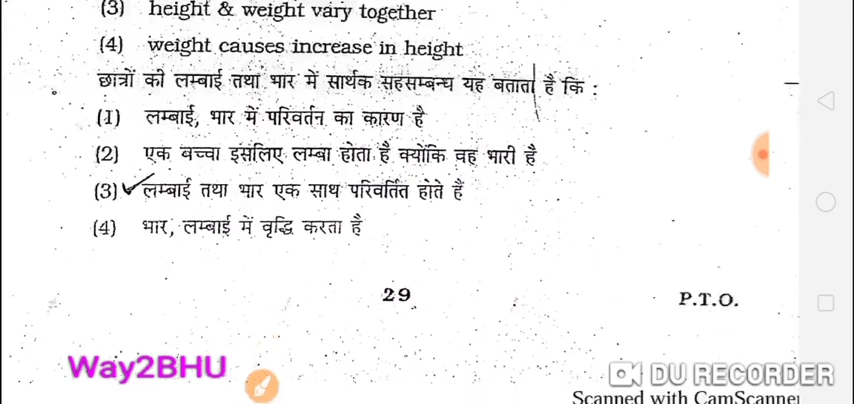 (3) height & weight vary together
(4) weight causes increase in height
छात्रों की लम्बाई तथा भार में सार्थक सहसम्बन्ध यह बताता है कि :
(1) लम्बाई, भार में परिवर्तन का कारण है
(2) एक बच्चा इसलिए लम्बा होता है क्योंकि वह भारी है
(3) लम्बाई तथा भार एक साथ परिवर्तित होते हैं
(4) भार, लम्बाई में वृद्धि करता है
29
P.T.O.
Way2BHU
DU RECORDER
Scanned with CamScanner